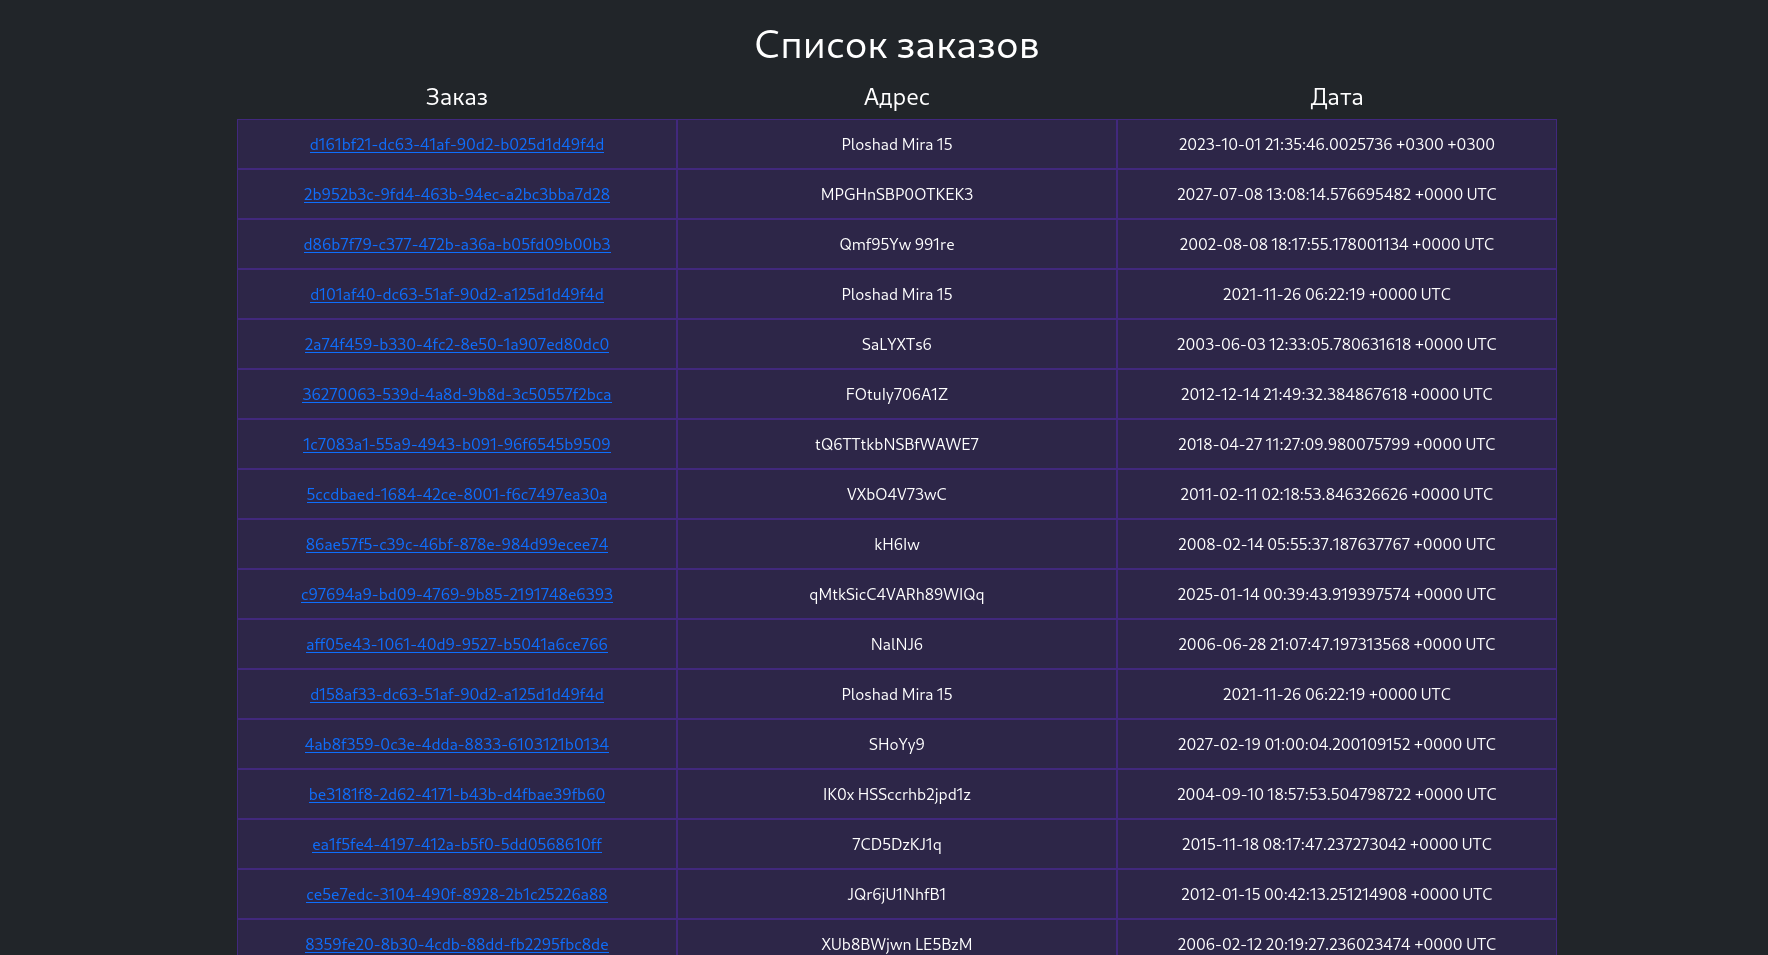 Список заказов
Заказ Адрес Дата
d161bf21-dc63-41af-90d2-b025d1d49f4d Ploshad Mira 15 2023-10-01 21:35:46.0025736 +0300 +0300
2b952b3c-9fd4-463b-94ec-a2bc3bba7d28 MPGHnSBP0OTKEK3 2027-07-08 13:08:14.576695482 +0000 UTC
d86b7f79-c377-472b-a36a-b05fd09b00b3 Qmf95Yw 991re 2002-08-08 18:17:55.178001134 +0000 UTC
d101af40-dc63-51af-90d2-a125d1d49f4d Ploshad Mira 15 2021-11-26 06:22:19 +0000 UTC
2a74f459-b330-4fc2-8e50-1a907ed80dc0 SaLYXTs6 2003-06-03 12:33:05.780631618 +0000 UTC
36270063-539d-4a8d-9b8d-3c50557f2bca FOtuIy706A1Z 2012-12-14 21:49:32.384867618 +0000 UTC
1c7083a1-55a9-4943-b091-96f6545b9509 tQ6TTtkbNSBfWAWE7 2018-04-27 11:27:09.980075799 +0000 UTC
5ccdbaed-1684-42ce-8001-f6c7497ea30a VXbO4V73wC 2011-02-11 02:18:53.846326626 +0000 UTC
86ae57f5-c39c-46bf-878e-984d99ecee74 kH6Iw 2008-02-14 05:55:37.187637767 +0000 UTC
c97694a9-bd09-4769-9b85-2191748e6393 qMtkSicC4VARh89WIQq 2025-01-14 00:39:43.919397574 +0000 UTC
aff05e43-1061-40d9-9527-b5041a6ce766 NalNJ6 2006-06-28 21:07:47.197313568 +0000 UTC
d158af33-dc63-51af-90d2-a125d1d49f4d Ploshad Mira 15 2021-11-26 06:22:19 +0000 UTC
4ab8f359-0c3e-4dda-8833-6103121b0134 SHoYy9 2027-02-19 01:00:04.200109152 +0000 UTC
be3181f8-2d62-4171-b43b-d4fbae39fb60 IK0x HSSccrhb2jpd1z 2004-09-10 18:57:53.504798722 +0000 UTC
ea1f5fe4-4197-412a-b5f0-5dd0568610ff 7CD5DzKJ1q 2015-11-18 08:17:47.237273042 +0000 UTC
ce5e7edc-3104-490f-8928-2b1c25226a88 JQr6jU1NhfB1 2012-01-15 00:42:13.251214908 +0000 UTC
8359fe20-8b30-4cdb-88dd-fb2295fbc8de XUb8BWjwn LE5BzM 2006-02-12 20:19:27.236023474 +0000 UTC